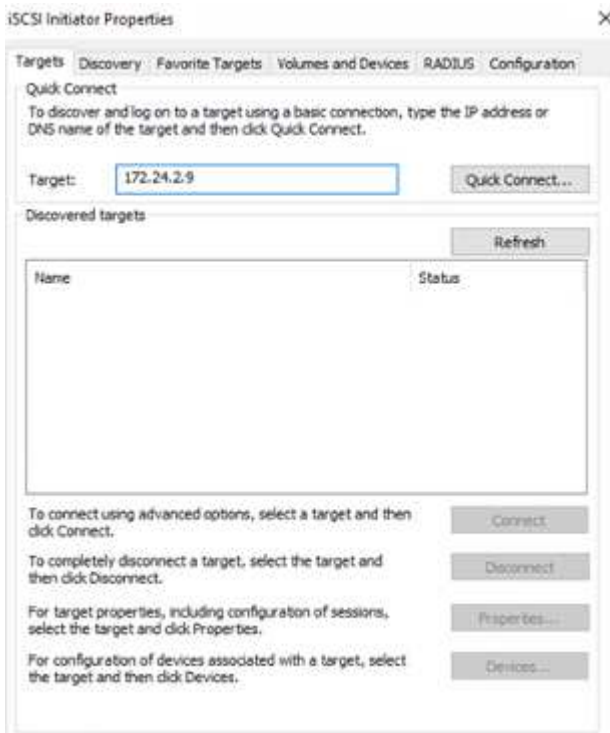 iSCSI Initiator Properties
Targets Discovery Favorite Targets Volumes and Devices RADIUS Configuration
Quick Connect
To discover and log on to a target using a basic connection, type the IP address or
DNS name of the target and then click Quick Connect.
Target: 172.24.2.9 Quick Connect...
Discovered targets
Refresh
Name Status
To connect using advanced options, select a target and then
click Connect.
Connect
To completely disconnect a target, select the target and
then click Disconnect.
Disconnect
For target properties, including configuration of sessions,
select the target and click Properties.
Properties...
For configuration of devices associated with a target, select
the target and then click Devices.
Devices...